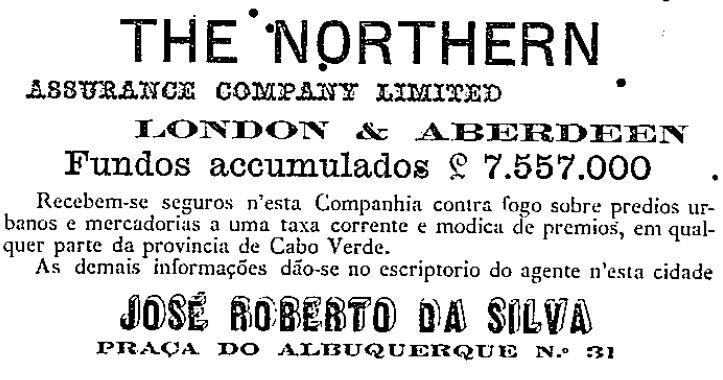 THE NORTHERN
ASSURANCE COMPANY LIMITED
LONDON & ABERDEEN
Fundos accumulados £ 7.557.000
Recebem-se seguros n'esta Companhia contra fogo sobre predios ur-
banos e mercadorias a uma taxa corrente e modica de premios, em qual-
quer parte da provincia de Cabo Verde.
As demais informações dão-se no escriptorio do agente n'esta cidade
JOSÉ ROBERTO DA SILVA
PRAÇA DO ALBUQUERQUE N.º 31